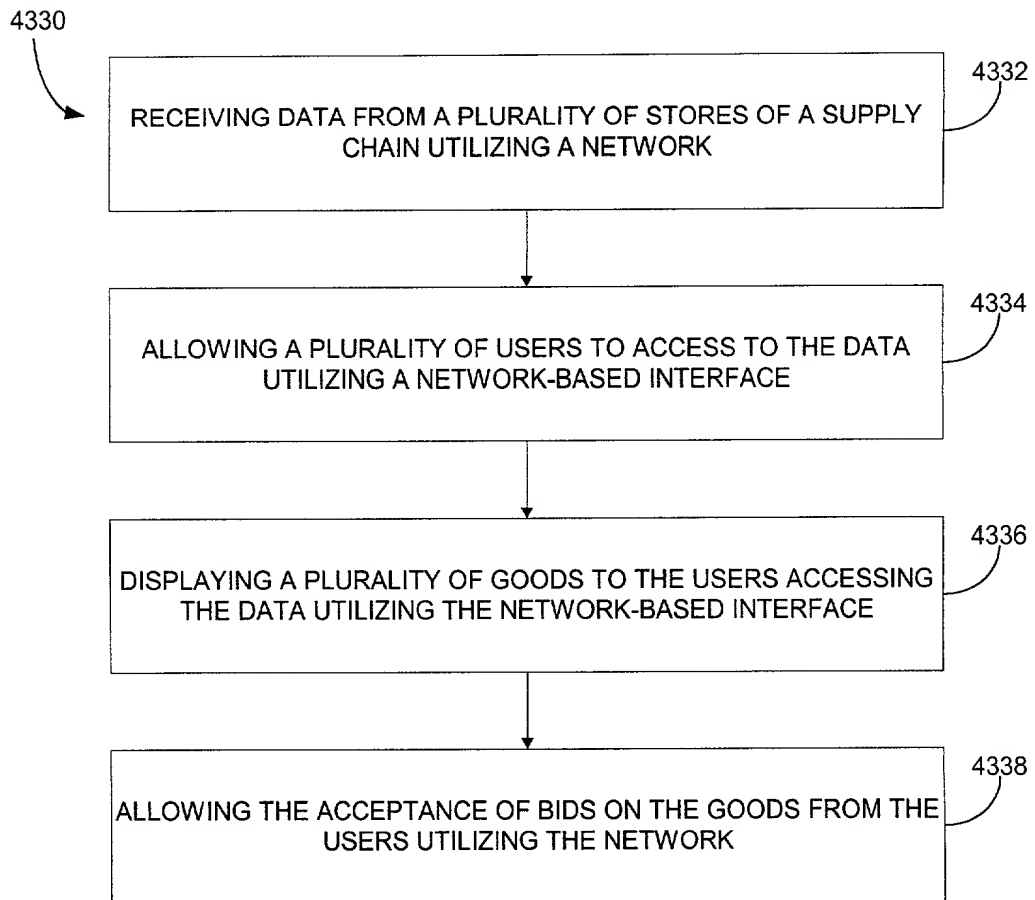 4330
4332
RECEIVING DATA FROM A PLURALITY OF STORES OF A SUPPLY
CHAIN UTILIZING A NETWORK
4334
ALLOWING A PLURALITY OF USERS TO ACCESS TO THE DATA
UTILIZING A NETWORK-BASED INTERFACE
4336
DISPLAYING A PLURALITY OF GOODS TO THE USERS ACCESSING
THE DATA UTILIZING THE NETWORK-BASED INTERFACE
4338
ALLOWING THE ACCEPTANCE OF BIDS ON THE GOODS FROM THE
USERS UTILIZING THE NETWORK